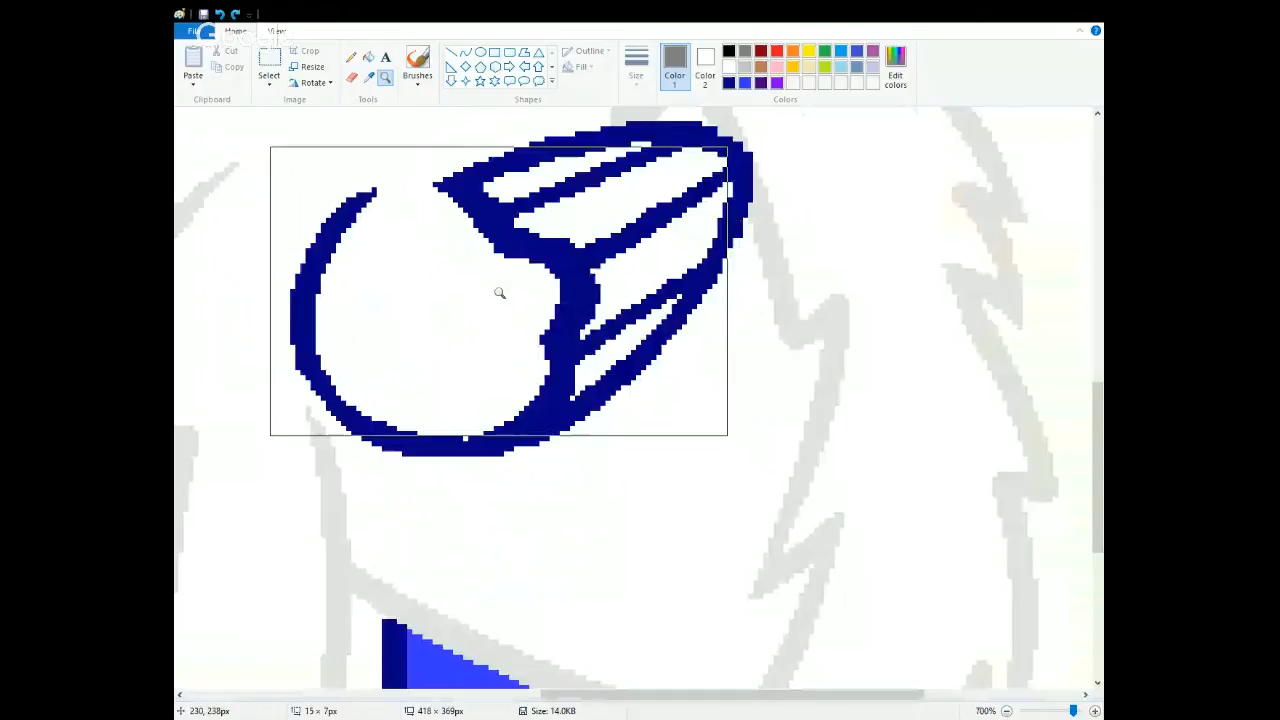 File Home View
Cut
Copy
Paste
Clipboard
Crop
Resize
Rotate
Select
Image
A
Tools
Brushes
Outline
Fill
Shapes
Size
Color
1
Color
2
Colors
Edit
colors
230, 238px 15 × 7px 418 × 369px Size: 14.0KB 700%